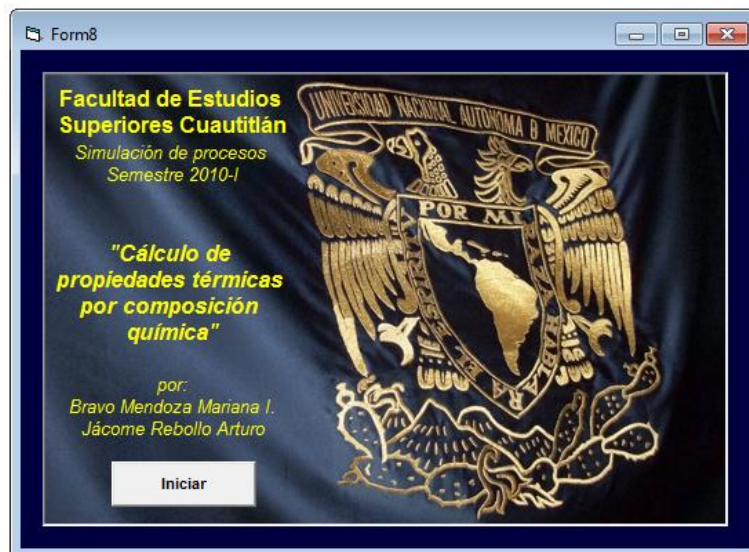 Form8
Facultad de Estudios
Superiores Cuautitlán
Simulación de procesos
Semestre 2010-I
"Cálculo de
propiedades térmicas
por composición
química"
por:
Bravo Mendoza Mariana I.
Jácome Rebollo Arturo
Iniciar
UNIVERSIDAD NACIONAL AUTONOMA D MEXICO
POR MI RAZA HABLARA EL ESPIRITU